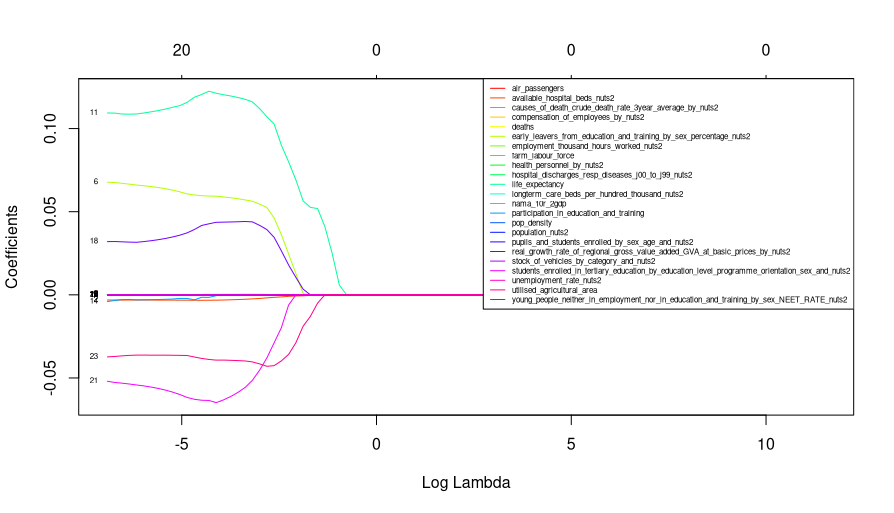 20 0 0 0
air_passengers
available_hospital_beds_nuts2
causes_of_death_crude_death_rate_3year_average_by_nuts2
compensation_of_employees_by_nuts2
deaths
early_leavers_from_education_and_training_by_sex_percentage_nuts2
employment_thousand_hours_worked_nuts2
farm_labour_force
health_personnel_by_nuts2
hospital_discharges_resp_diseases_j00_to_j99_nuts2
life_expectancy
longterm_care_beds_per_hundred_thousand_nuts2
nama_10r_2gdp
participation_in_education_and_training
pop_density
population_nuts2
pupils_and_students_enrolled_by_sex_age_and_nuts2
real_growth_rate_of_regional_gross_value_added_GVA_at_basic_prices_by_nuts2
stock_of_vehicles_by_category_and_nuts2
students_enrolled_in_tertiary_education_by_education_level_programme_orientation_sex_and_nuts2
unemployment_rate_nuts2
utilised_agricultural_area
young_people_neither_in_employment_nor_in_education_and_training_by_sex_NEET_RATE_nuts2
11
6
18
14
23
21
0.10
0.05
0.00
-0.05
Coefficients
-5 0 5 10
Log Lambda